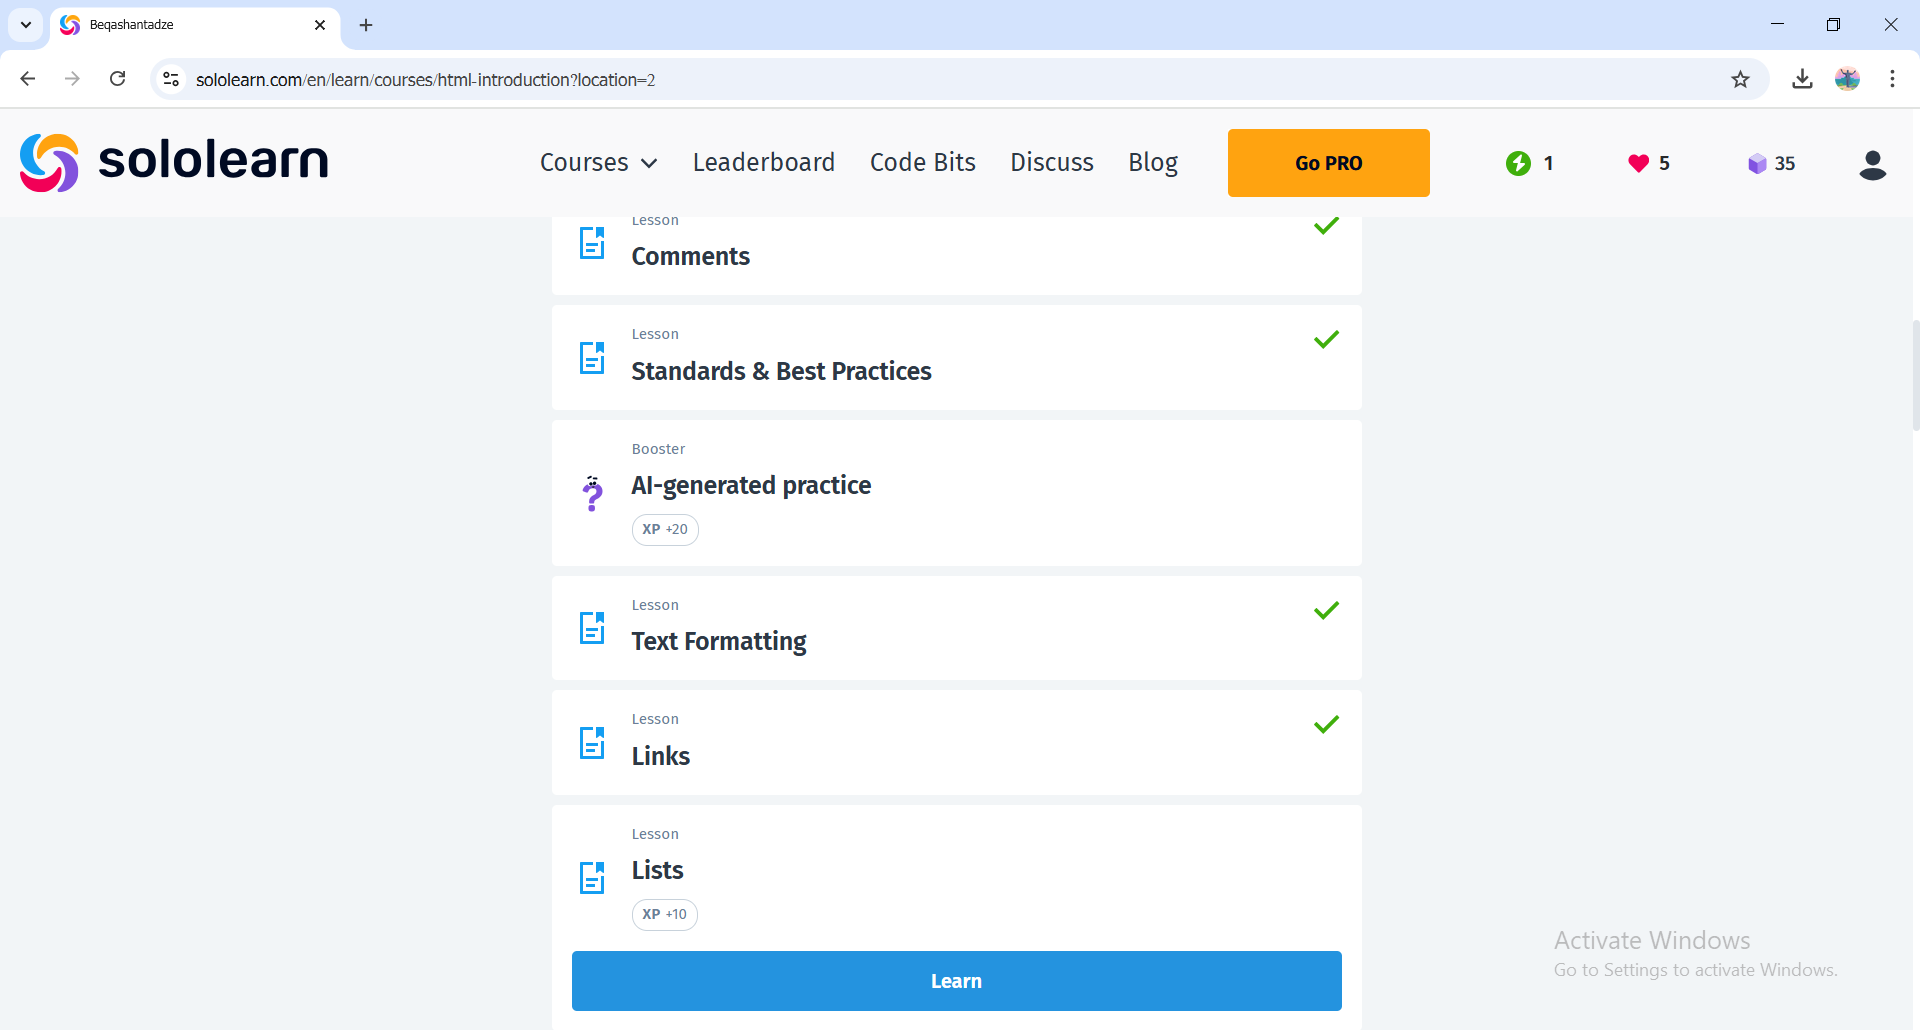 Beqashantadze
sololearn.com/en/learn/courses/html-introduction?location=2
sololearn Courses Leaderboard Code Bits Discuss Blog Go PRO 1 5 35
Lesson
Comments
Lesson
Standards & Best Practices
Booster
AI-generated practice
XP +20
Lesson
Text Formatting
Lesson
Links
Lesson
Lists
XP +10
Learn
Activate Windows
Go to Settings to activate Windows.